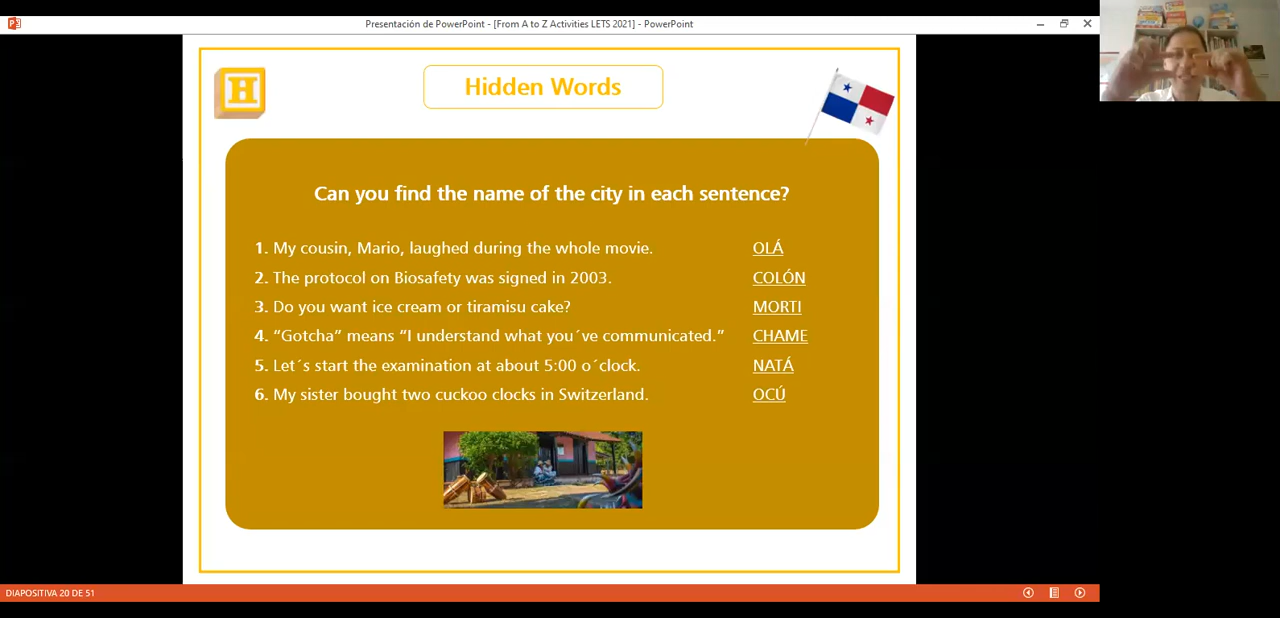 Presentación de PowerPoint - [From A to Z Activities LETS 2021] - PowerPoint
H
Hidden Words
Can you find the name of the city in each sentence?
1. My cousin, Mario, laughed during the whole movie. OLÁ
2. The protocol on Biosafety was signed in 2003. COLÓN
3. Do you want ice cream or tiramisu cake? MORTI
4. “Gotcha” means “I understand what you´ve communicated.” CHAME
5. Let´s start the examination at about 5:00 o´clock. NATÁ
6. My sister bought two cuckoo clocks in Switzerland. OCÚ
DIAPOSITIVA 20 DE 51